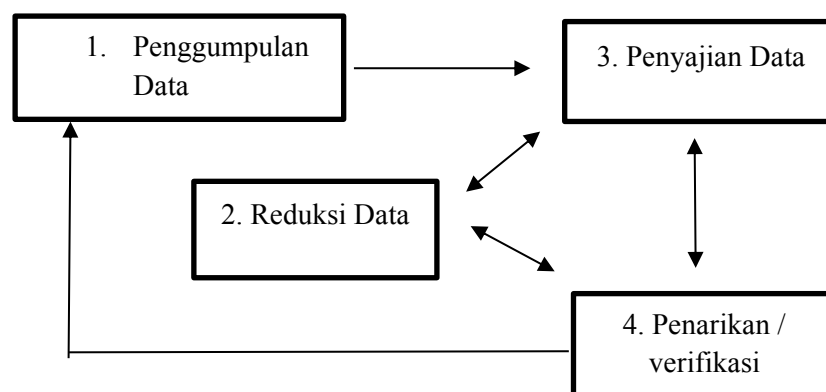 1. Penggumpulan
Data
3. Penyajian Data
2. Reduksi Data
4. Penarikan /
verifikasi